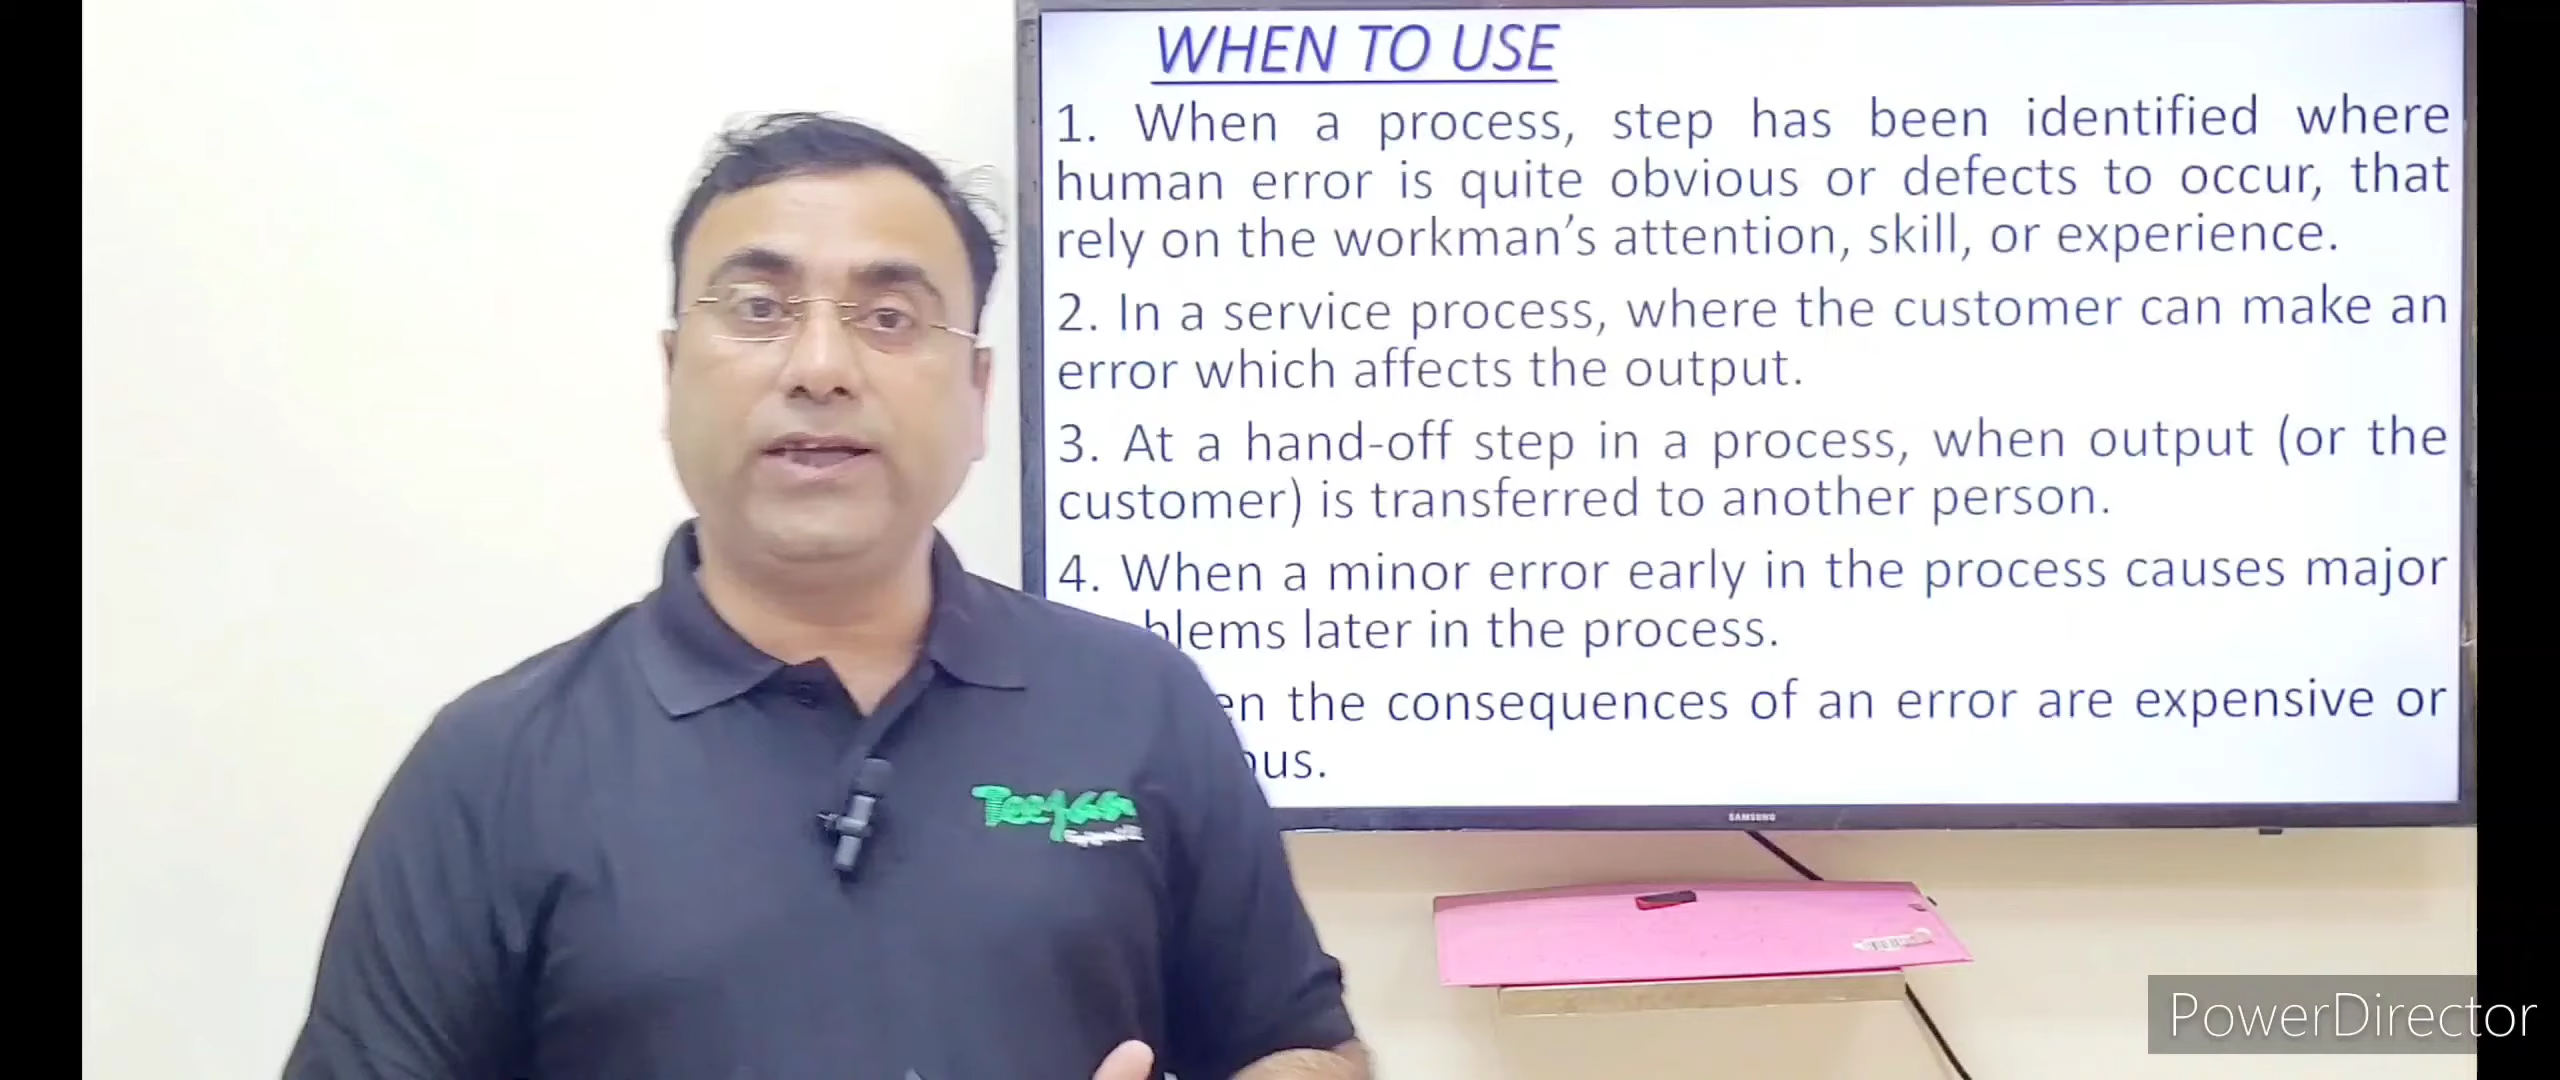 WHEN TO USE
1. When a process, step has been identified where
human error is quite obvious or defects to occur, that
rely on the workman's attention, skill, or experience.
2. In a service process, where the customer can make an
error which affects the output.
3. At a hand-off step in a process, when output (or the
customer) is transferred to another person.
4. When a minor error early in the process causes major
later in the process.
the consequences of an error are expensive or
SAMSUNG
PowerDirector